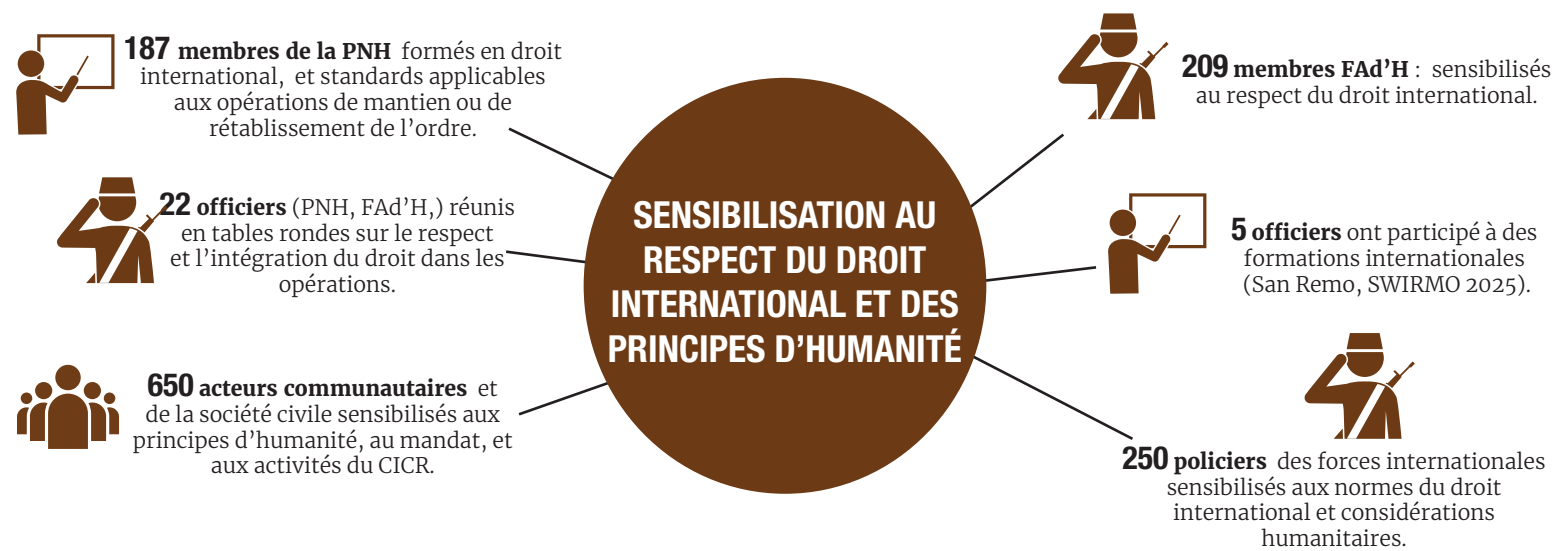 187 membres de la PNH formés en droit
international, et standards applicables
aux opérations de mantien ou de
rétablissement de l'ordre.
22 officiers (PNH, FAd'H,) réunis
en tables rondes sur le respect
et l'intégration du droit dans les
opérations.
650 acteurs communautaires et
de la société civile sensibilisés aux
principes d'humanité, au mandat, et
aux activités du CICR.
SENSIBILISATION AU
RESPECT DU DROIT
INTERNATIONAL ET DES
PRINCIPES D'HUMANITÉ
209 membres FAd'H : sensibilisés
au respect du droit international.
5 officiers ont participé à des
formations internationales
(San Remo, SWIRMO 2025).
250 policiers des forces internationales
sensibilisés aux normes du droit
international et considérations
humanitaires.